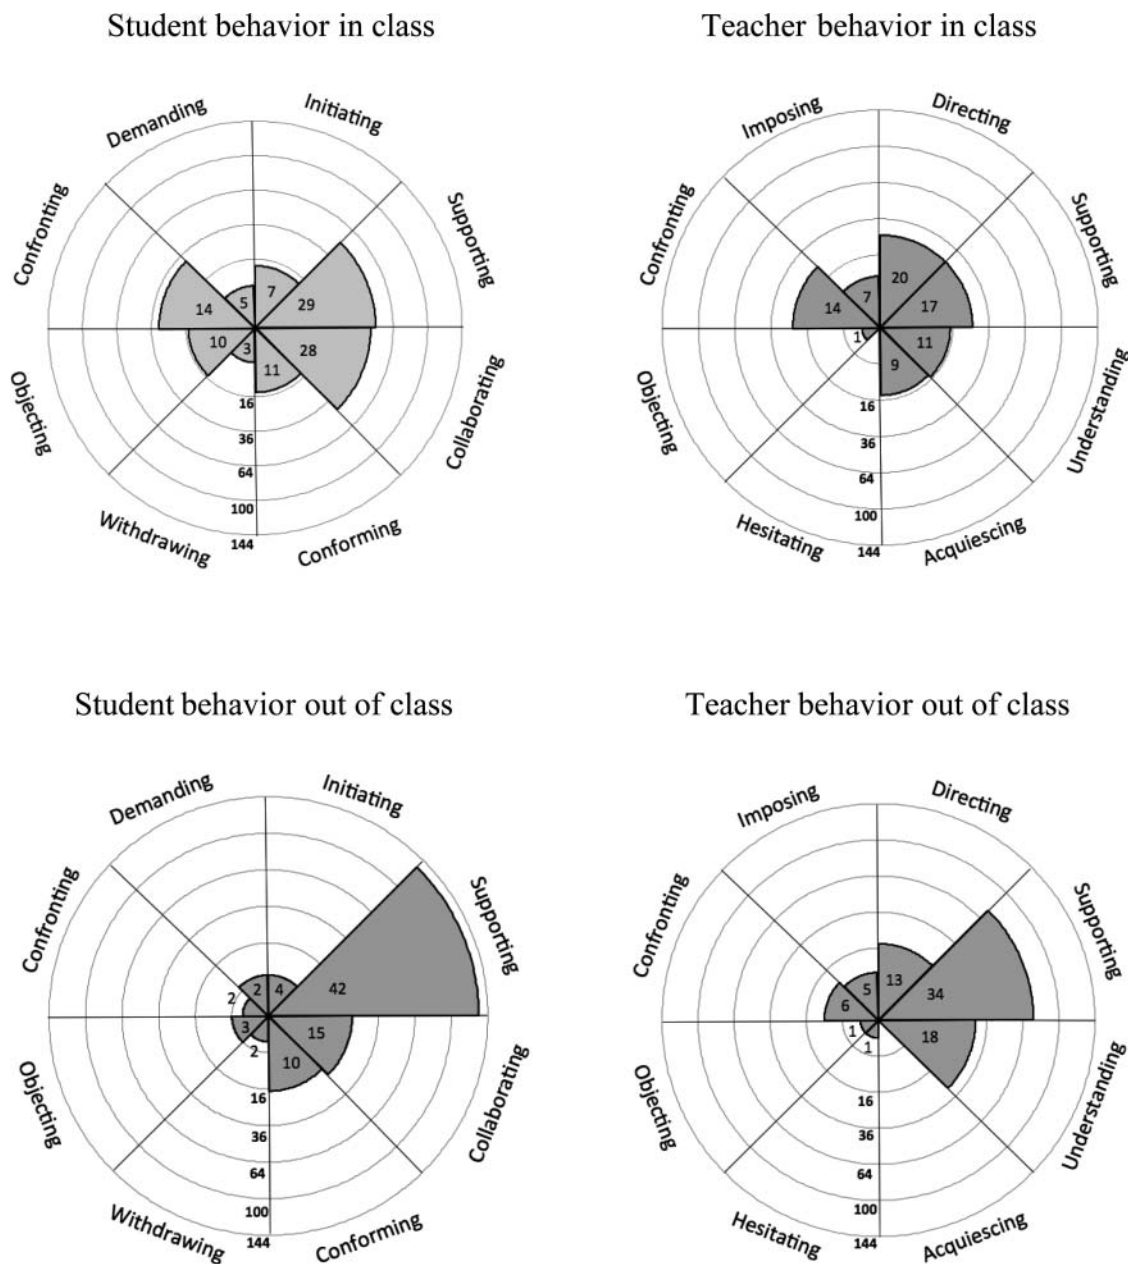 Student behavior in class
Demanding
Initiating
Confronting
Supporting
14
5
7
29
10
3
11
28
Objecting
Collaborating
16
36
64
100
144
Withdrawing
Conforming
Teacher behavior in class
Imposing
Directing
Confronting
Supporting
14
7
20
17
1
9
11
Objecting
Understanding
16
36
64
100
144
Hesitating
Acquiescing
Student behavior out of class
Demanding
Initiating
Confronting
Supporting
2
2
4
42
3
2
10
15
Objecting
Collaborating
16
36
64
100
144
Withdrawing
Conforming
Teacher behavior out of class
Imposing
Directing
Confronting
Supporting
6
5
13
34
1
1
18
Objecting
Understanding
16
36
64
100
144
Hesitating
Acquiescing